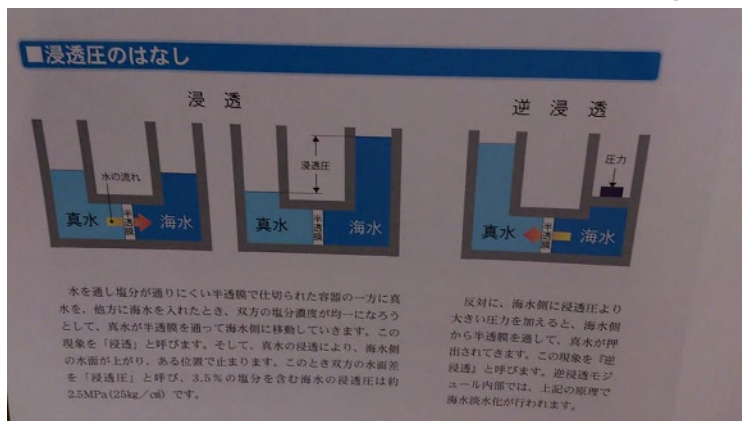 ■浸透圧のはなし
浸 透
水の流れ
真水
半透膜
海水
浸透圧
真水
半透膜
海水
水を通し塩分が通りにくい半透膜で仕切られた容器の一方に真
水を、他方に海水を入れたとき、双方の塩分濃度が均一になろう
として、真水が半透膜を通って海水側に移動していきます。この
現象を「浸透」と呼びます。そして、真水の浸透により、海水側
の水面が上がり、ある位置で止まります。このとき双方の水面差
を「浸透圧」と呼び、3.5%の塩分を含む海水の浸透圧は約
2.5MPa(25kg/c㎡)です。
逆 浸 透
圧力
真水
半透膜
海水
反対に、海水側に浸透圧より
大きい圧力を加えると、海水側
から半透膜を通して、真水が押
出されてきます。この現象を『逆
浸透』と呼びます。逆浸透モジ
ュール内部では、上記の原理で
海水淡水化が行われます。